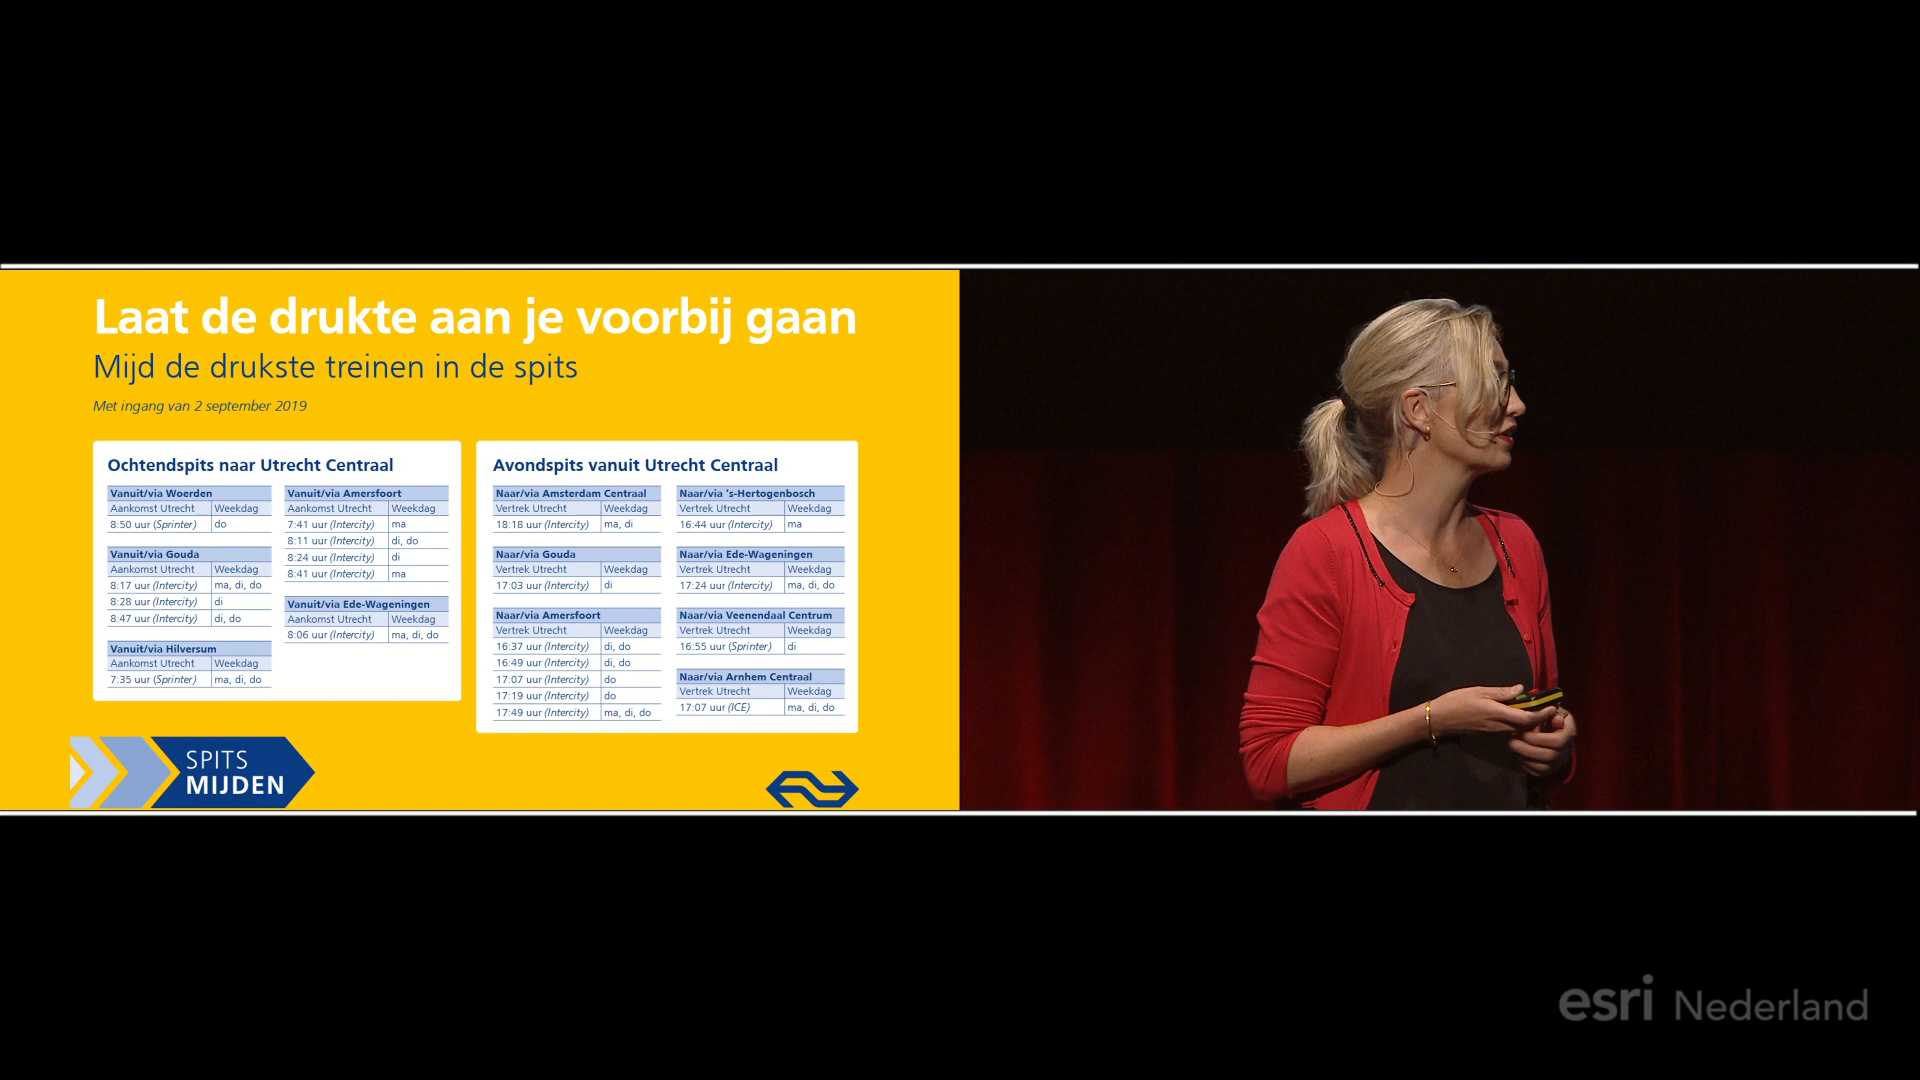 Laat de drukte aan je voorbij gaan
Mijd de drukste treinen in de spits
Met ingang van 2 september 2019
Ochtendspits naar Utrecht Centraal
Vanuit/via Woerden
Aankomst Utrecht Weekdag
8:50 uur (Sprinter) do
Vanuit/via Gouda
Aankomst Utrecht Weekdag
8:17 uur (Intercity) ma, di, do
8:28 uur (Intercity) di
8:47 uur (Intercity) di, do
Vanuit/via Hilversum
Aankomst Utrecht Weekdag
7:35 uur (Sprinter) ma, di, do
Vanuit/via Amersfoort
Aankomst Utrecht Weekdag
7:41 uur (Intercity) ma
8:11 uur (Intercity) di, do
8:24 uur (Intercity) di
8:41 uur (Intercity) ma
Vanuit/via Ede-Wageningen
Aankomst Utrecht Weekdag
8:06 uur (Intercity) ma, di, do
Avondspits vanuit Utrecht Centraal
Naar/via Amsterdam Centraal
Vertrek Utrecht Weekdag
18:18 uur (Intercity) ma, di
Naar/via Gouda
Vertrek Utrecht Weekdag
17:03 uur (Intercity) di
Naar/via Amersfoort
Vertrek Utrecht Weekdag
16:37 uur (Intercity) di, do
16:49 uur (Intercity) di, do
17:07 uur (Intercity) do
17:19 uur (Intercity) do
17:49 uur (Intercity) ma, di, do
Naar/via 's-Hertogenbosch
Vertrek Utrecht Weekdag
16:44 uur (Intercity) ma
Naar/via Ede-Wageningen
Vertrek Utrecht Weekdag
17:24 uur (Intercity) ma, di, do
Naar/via Veenendaal Centrum
Vertrek Utrecht Weekdag
16:55 uur (Sprinter) di
Naar/via Arnhem Centraal
Vertrek Utrecht Weekdag
17:07 uur (ICE) ma, di, do
SPITS
MIJDEN
esri Nederland